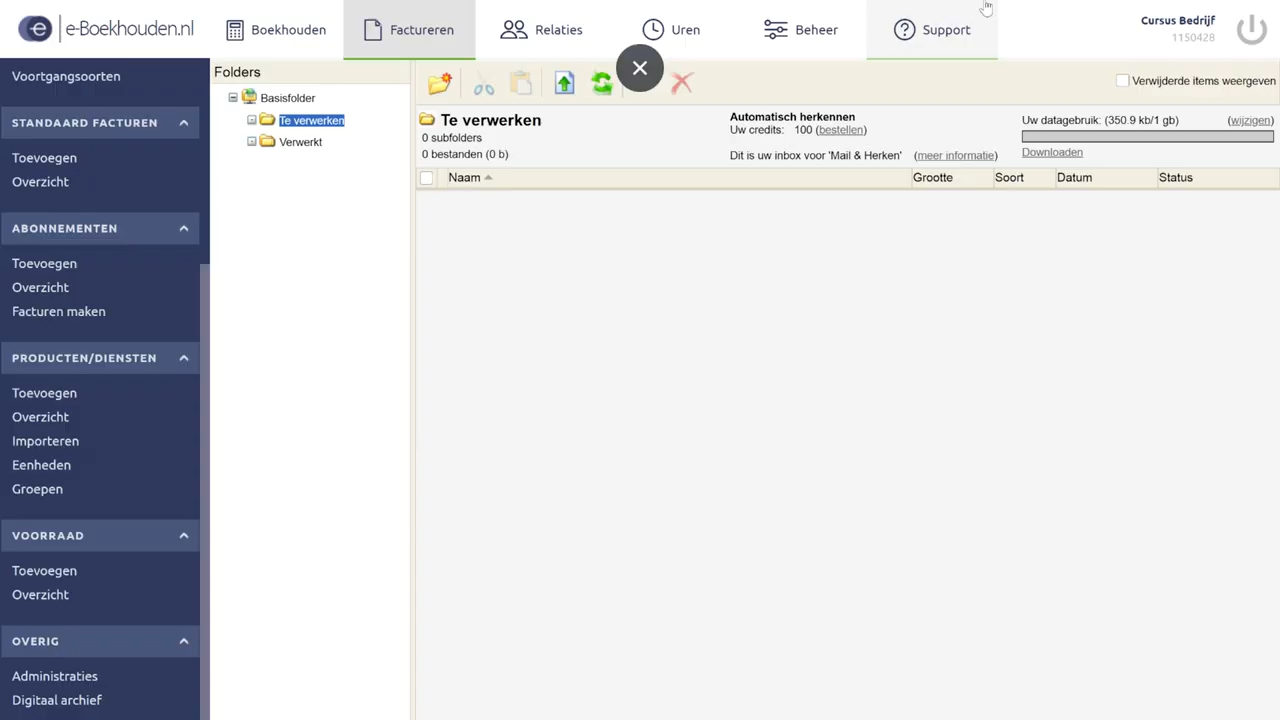 e-Boekhouden.nl
Boekhouden
Factureren
Relaties
Uren
Beheer
Support
Cursus Bedrijf
1150428
Voortgangsoorten
STANDAARD FACTUREN
Toevoegen
Overzicht
ABONNEMENTEN
Toevoegen
Overzicht
Facturen maken
PRODUCTEN/DIENSTEN
Toevoegen
Overzicht
Importeren
Eenheden
Groepen
VOORRAAD
Toevoegen
Overzicht
OVERIG
Administraties
Digitaal archief
Folders
Basisfolder
Te verwerken
Verwerkt
Verwijderde items weergeven
Te verwerken
0 subfolders
0 bestanden (0 b)
Automatisch herkennen
Uw credits: 100 (bestellen)
Dit is uw inbox voor 'Mail & Herken' (meer informatie)
Uw datagebruik: (350.9 kb/1 gb) (wijzigen)
Downloaden
Naam Grootte Soort Datum Status